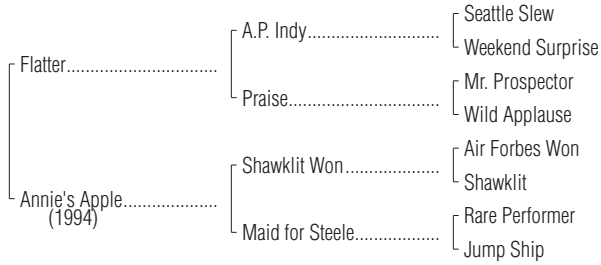 Seattle Slew
A.P. Indy..............................
Weekend Surprise
Flatter..................................
Mr. Prospector
Praise..................................
Wild Applause
Air Forbes Won
Shawklit Won......................
Shawklit
Annie's Apple......................
(1994)
Rare Performer
Maid for Steele....................
Jump Ship